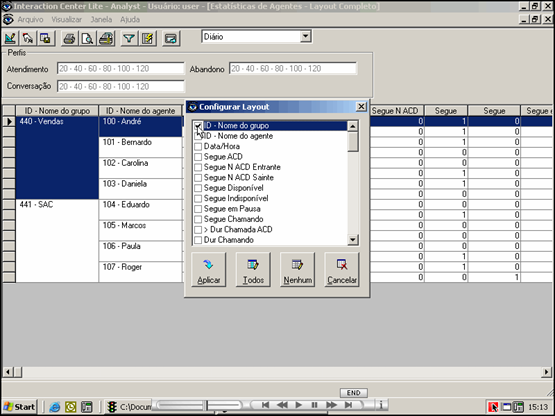 Interaction Center Lite - Analyst - Usuário: user - [Estatísticas de Agentes - Layout Completo]
Arquivo Visualizar Janela Ajuda
Diário
Perfis
Atendimento 20 - 40 - 60 - 80 - 100 - 120 Abandono 20 - 40 - 60 - 80 - 100 - 120
Conversação 20 - 40 - 60 - 80 - 100 - 120
ID - Nome do grupo ID - Nome do agente Segue N ACD Segue Segue Segue e
440 - Vendas 100 - André 0 1 0
0 0 0
101 - Bernardo 0 1 0
0 0 0
102 - Carolina 0 0 0
0 0 0
103 - Daniela 0 1 0
0 0 0
441 - SAC 104 - Eduardo 0 0 0
0 0 0
105 - Marcos 0 0 0
0 0 0
106 - Paula 0 0 0
0 1 0
107 - Roger 0 1 0
0 0 1
Configurar Layout
ID - Nome do grupo
ID - Nome do agente
Data/Hora
Segue ACD
Segue N ACD Entrante
Segue N ACD Sainte
Segue Disponível
Segue Indisponível
Segue em Pausa
Segue Chamando
> Dur Chamada ACD
Dur Chamando
Aplicar Todos Nenhum Cancelar
END
Start C:\Docum 15:13